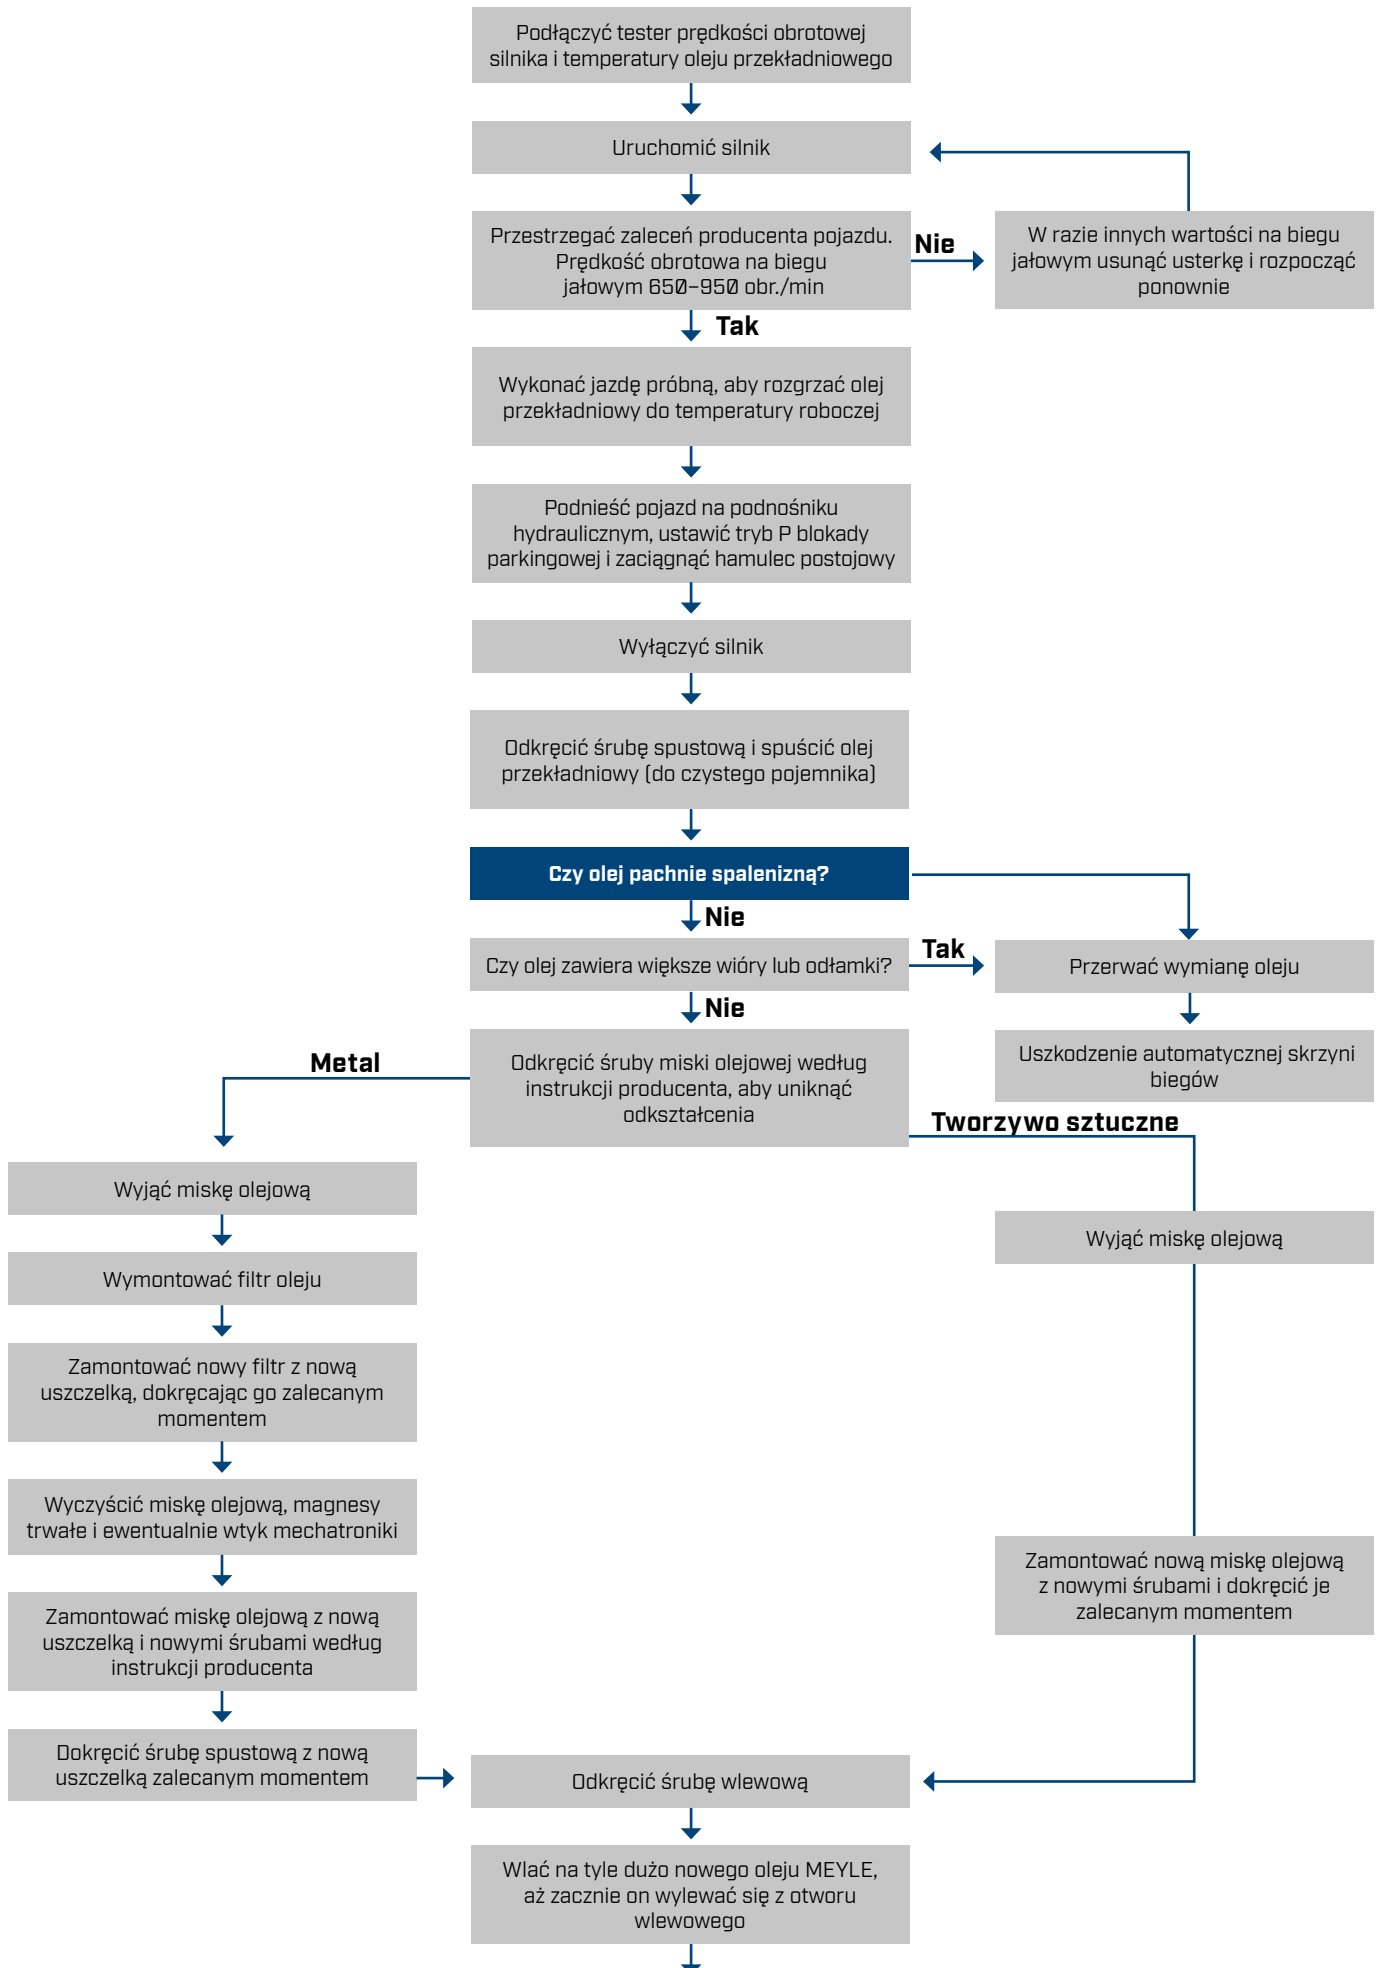 Podłączyć tester prędkości obrotowej
silnika i temperatury oleju przekładniowego
Uruchomić silnik
Przestrzegać zaleceń producenta pojazdu.
Prędkość obrotowa na biegu
jałowym 650–950 obr./min
Nie
W razie innych wartości na biegu
jałowym usunąć usterkę i rozpocząć
ponownie
Tak
Wykonać jazdę próbną, aby rozgrzać olej
przekładniowy do temperatury roboczej
Podnieść pojazd na podnośniku
hydraulicznym, ustawić tryb P blokady
parkingowej i zaciągnąć hamulec postojowy
Wyłączyć silnik
Odkręcić śrubę spustową i spuścić olej
przekładniowy (do czystego pojemnika)
Czy olej pachnie spalenizną?
Nie
Czy olej zawiera większe wióry lub odłamki?
Tak
Przerwać wymianę oleju
Nie
Uszkodzenie automatycznej skrzyni
biegów
Odkręcić śruby miski olejowej według
instrukcji producenta, aby uniknąć
odkształcenia
Metal
Tworzywo sztuczne
Wyjąć miskę olejową
Wymontować filtr oleju
Zamontować nowy filtr z nową
uszczelką, dokręcając go zalecanym
momentem
Wyczyścić miskę olejową, magnesy
trwałe i ewentualnie wtyk mechatroniki
Zamontować miskę olejową z nową
uszczelką i nowymi śrubami według
instrukcji producenta
Dokręcić śrubę spustową z nową
uszczelką zalecanym momentem
Wyjąć miskę olejową
Zamontować nową miskę olejową
z nowymi śrubami i dokręcić je
zalecanym momentem
Odkręcić śrubę wlewową
Wlać na tyle dużo nowego oleju MEYLE,
aż zacznie on wylewać się z otworu
wlewowego